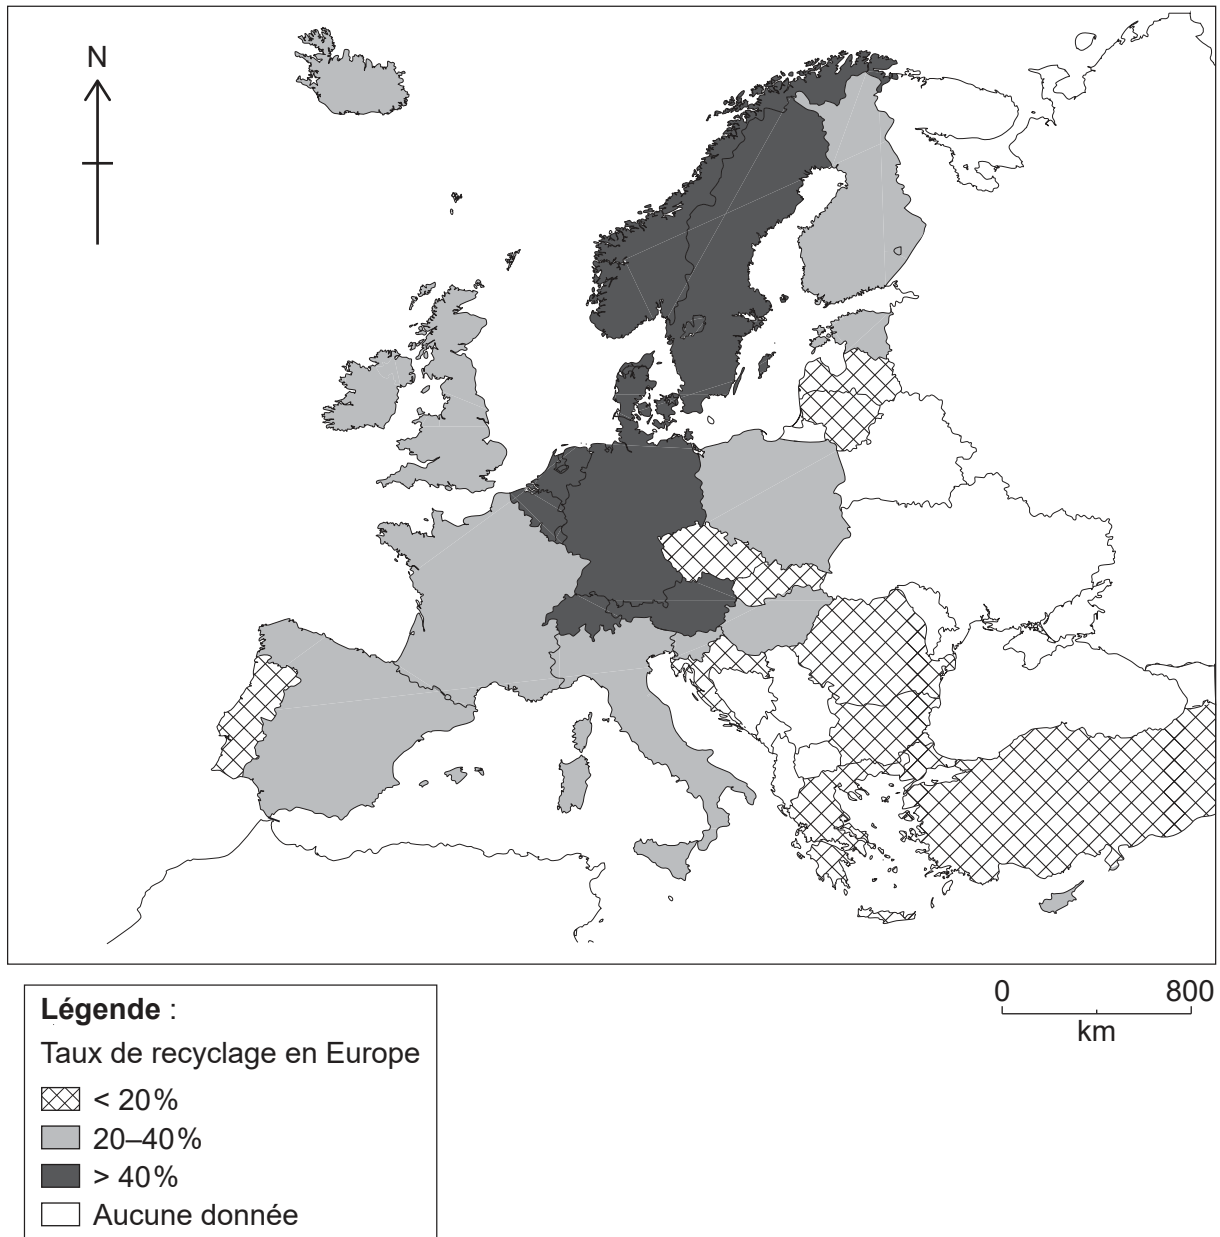 N
0 800
km
Légende :
Taux de recyclage en Europe
< 20%
20–40%
> 40%
Aucune donnée